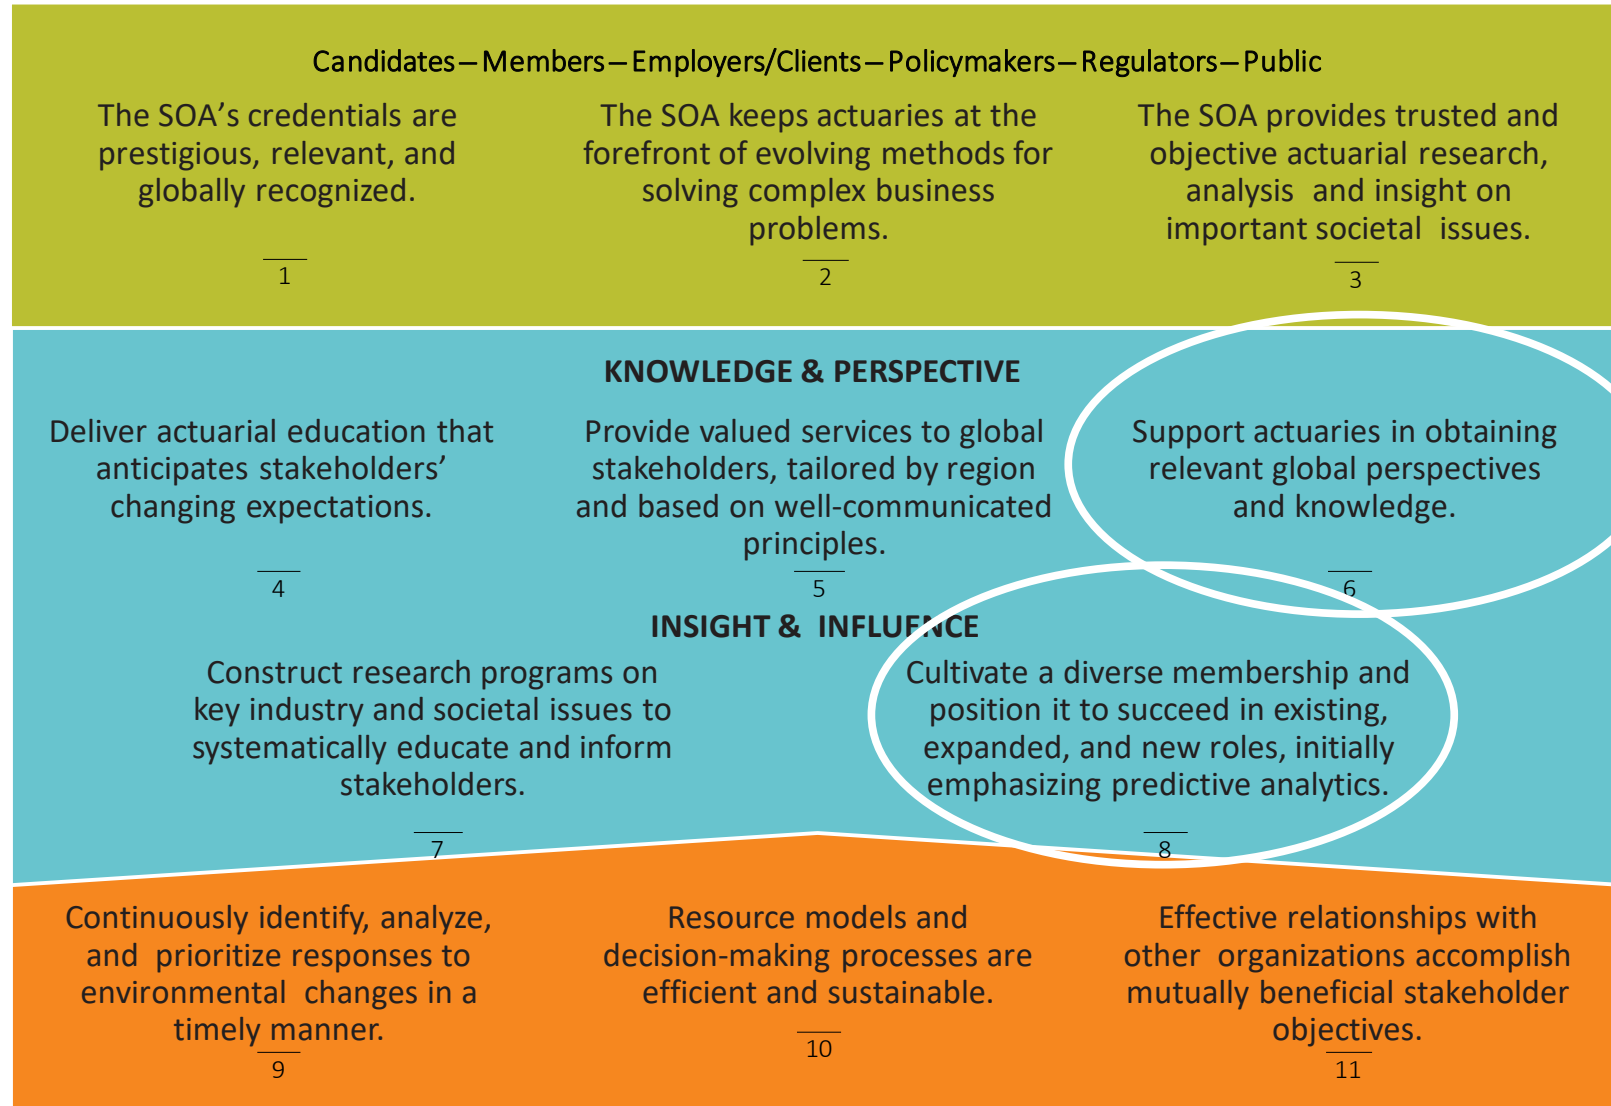 Candidates – Members – Employers/Clients – Policymakers – Regulators – Public
The SOA's credentials are
prestigious, relevant, and
globally recognized.
1
The SOA keeps actuaries at the
forefront of evolving methods for
solving complex business
problems.
2
The SOA provides trusted and
objective actuarial research,
analysis and insight on
important societal issues.
3
KNOWLEDGE & PERSPECTIVE
Deliver actuarial education that
anticipates stakeholders'
changing expectations.
4
Provide valued services to global
stakeholders, tailored by region
and based on well-communicated
principles.
5
Support actuaries in obtaining
relevant global perspectives
and knowledge.
6
INSIGHT & INFLUENCE
Construct research programs on
key industry and societal issues to
systematically educate and inform
stakeholders.
7
Cultivate a diverse membership and
position it to succeed in existing,
expanded, and new roles, initially
emphasizing predictive analytics.
8
Continuously identify, analyze,
and prioritize responses to
environmental changes in a
timely manner.
9
Resource models and
decision-making processes are
efficient and sustainable.
10
Effective relationships with
other organizations accomplish
mutually beneficial stakeholder
objectives.
11